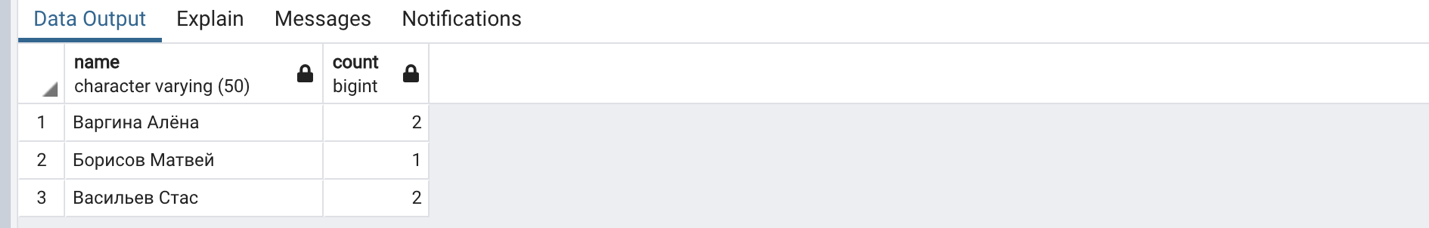 Data Output Explain Messages Notifications
name count
character varying (50) bigint
1 Варгина Алёна 2
2 Борисов Матвей 1
3 Васильев Стас 2